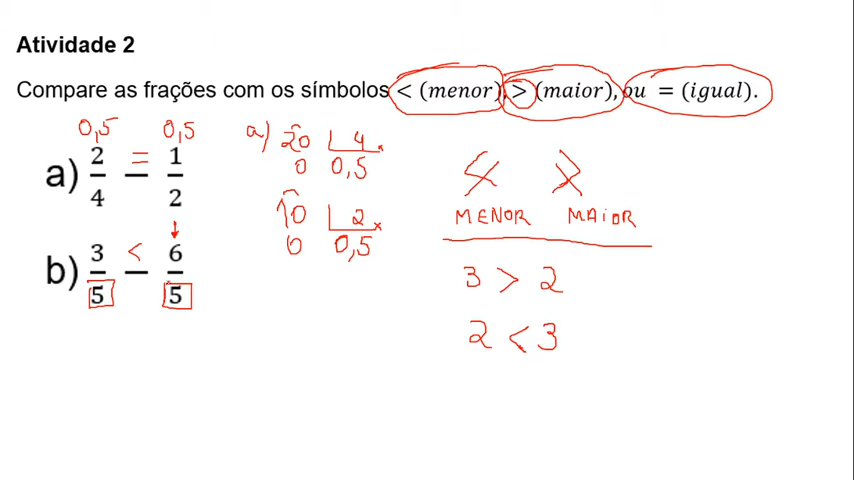 Atividade 2
Compare as frações com os símbolos < (menor), > (maior), ou = (igual).
0,5 0,5
a) 2/4 = 1/2
b) 3/5 < 6/5
a) 20 | 4
0 0,5
10 | 2
0 0,5
< >
MENOR MAIOR
3 > 2
2 < 3